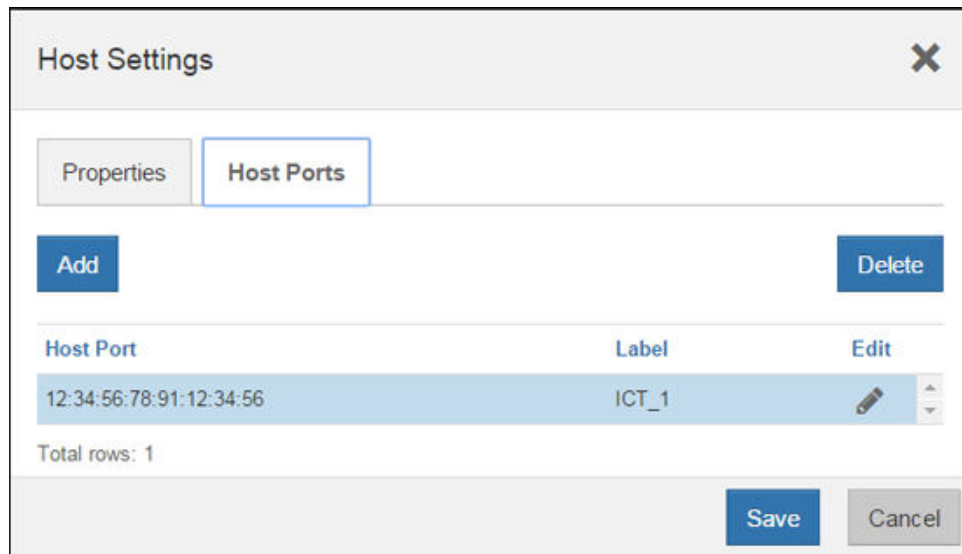 Host Settings
Properties Host Ports
Add Delete
Host Port Label Edit
12:34:56:78:91:12:34:56 ICT_1
Total rows: 1
Save Cancel